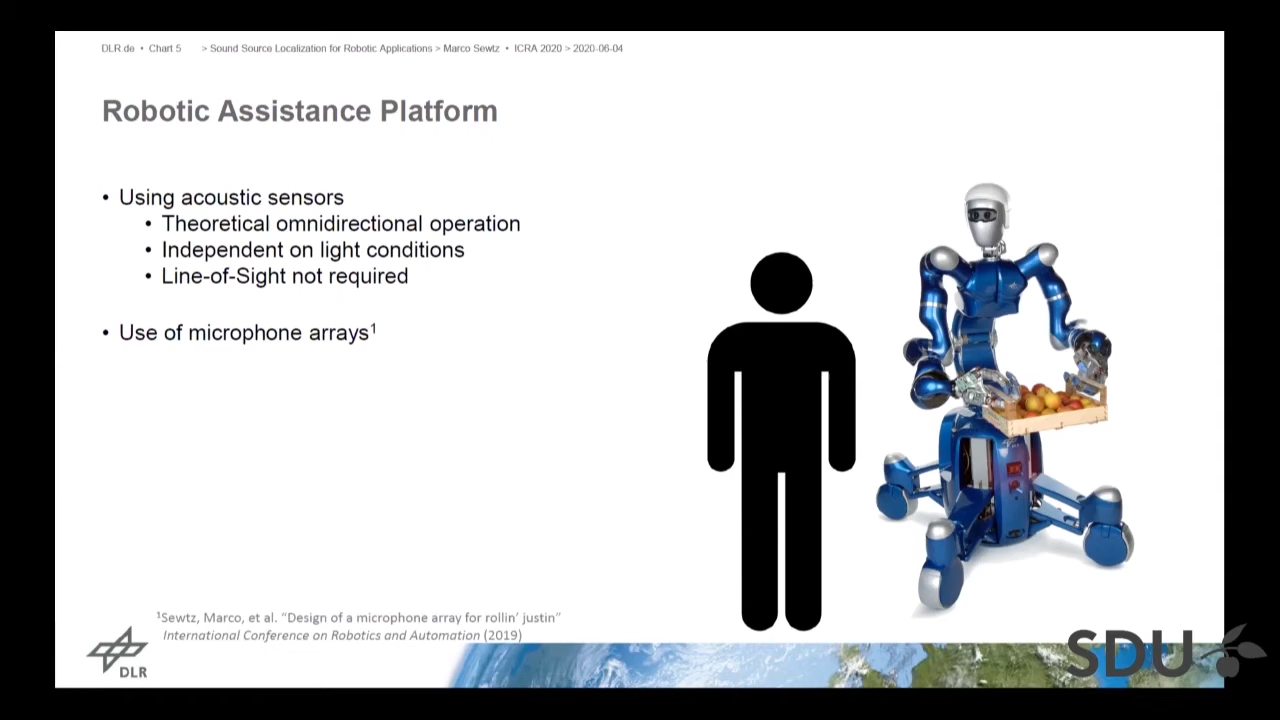 DLR.de • Chart 5 > Sound Source Localization for Robotic Applications > Marco Sewtz • ICRA 2020 > 2020-06-04
Robotic Assistance Platform
• Using acoustic sensors
• Theoretical omnidirectional operation
• Independent on light conditions
• Line-of-Sight not required
• Use of microphone arrays¹
¹Sewtz, Marco, et al. “Design of a microphone array for rollin’ justin”
International Conference on Robotics and Automation (2019)
DLR
SDU